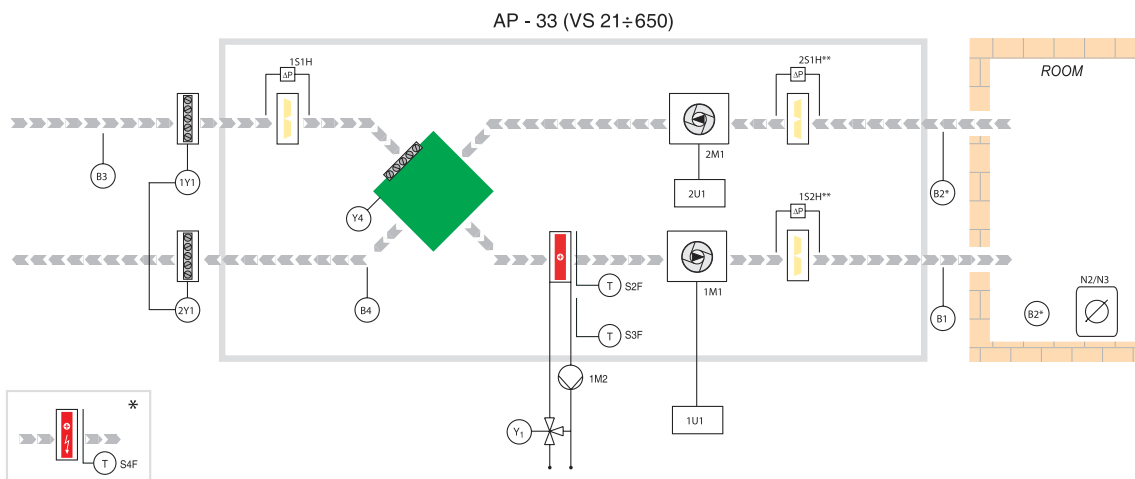 AP - 33 (VS 21÷650)
1S1H
ΔP
2S1H**
ΔP
ROOM
2M1
B3
1Y1
2U1
B2*
Y4
1S2H**
ΔP
T S2F
1M1
N2/N3
2Y1
B4
B1
B2*
T S3F
1M2
*
1U1
Y1
T S4F